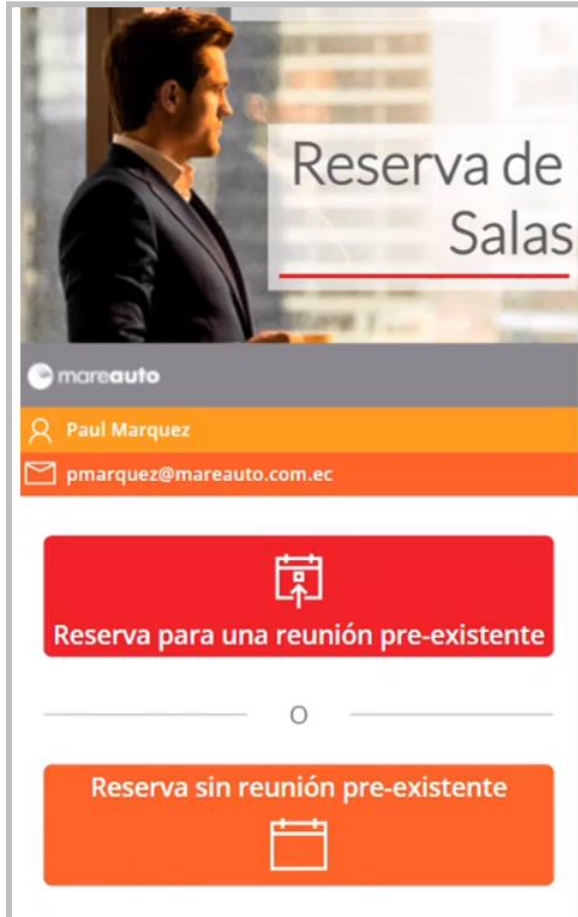 Reserva de
Salas
mareauto
Paul Marquez
pmarquez@mareauto.com.ec
Reserva para una reunión pre-existente
O
Reserva sin reunión pre-existente